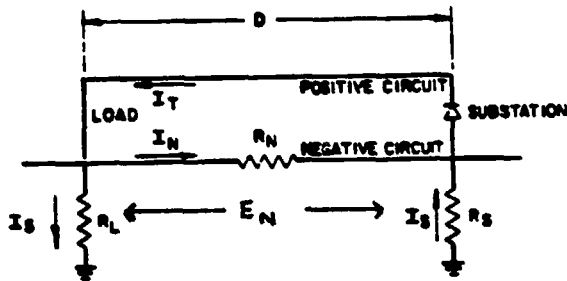 D
POSITIVE CIRCUIT
I_T
LOAD
SUBSTATION
I_N
R_N
NEGATIVE CIRCUIT
I_S
R_L
E_N
I_S
R_S